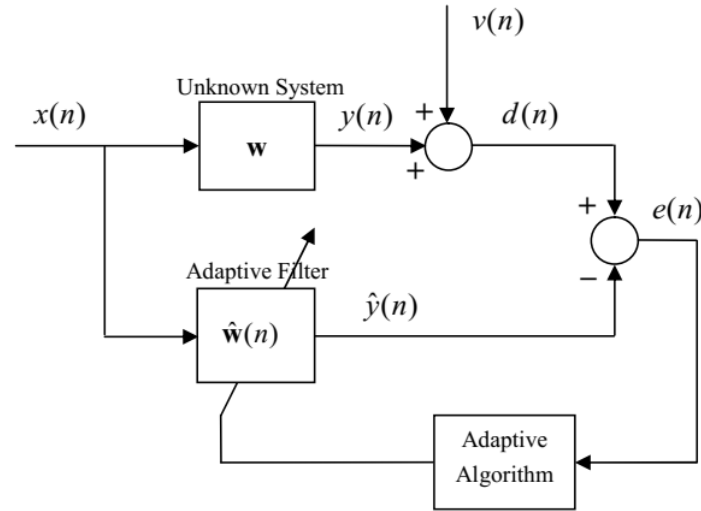 v(n)
Unknown System
x(n)
w
y(n)
+
+
d(n)
+
e(n)
Adaptive Filter
ŵ(n)
ŷ(n)
−
Adaptive
Algorithm